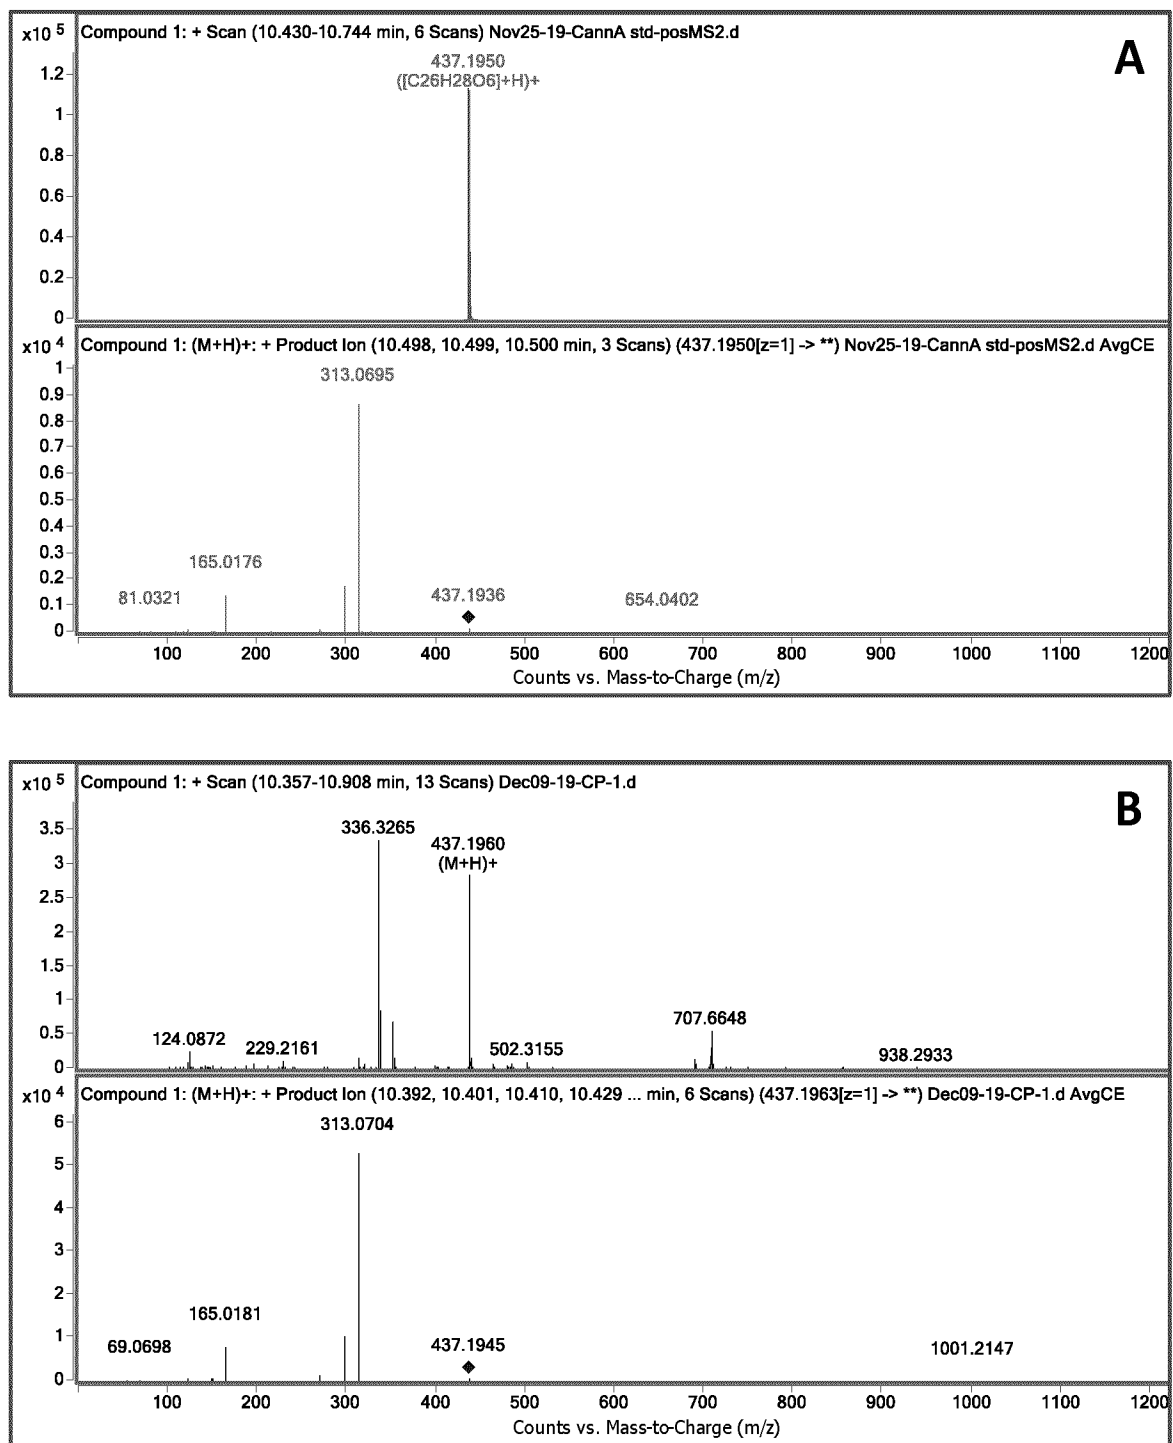 x10 5 Compound 1: + Scan (10.430-10.744 min, 6 Scans) Nov25-19-CannA std-posMS2.d
A
437.1950
([C26H28O6]+H)+
1.2
1
0.8
0.6
0.4
0.2
0
x10 4 Compound 1: (M+H)+: + Product Ion (10.498, 10.499, 10.500 min, 3 Scans) (437.1950[z=1] -> **) Nov25-19-CannA std-posMS2.d AvgCE
1
313.0695
0.9
0.8
0.7
0.6
0.5
0.4
0.3
165.0176
0.2
81.0321 437.1936 654.0402
0.1
0
100 200 300 400 500 600 700 800 900 1000 1100 1200
Counts vs. Mass-to-Charge (m/z)
x10 5 Compound 1: + Scan (10.357-10.908 min, 13 Scans) Dec09-19-CP-1.d
B
336.3265
3.5
437.1960
(M+H)+
3
2.5
2
1.5
1
707.6648
0.5
124.0872 229.2161 502.3155
938.2933
0
x10 4 Compound 1: (M+H)+: + Product Ion (10.392, 10.401, 10.410, 10.429 ... min, 6 Scans) (437.1963[z=1] -> **) Dec09-19-CP-1.d AvgCE
6
313.0704
5
4
3
2
165.0181
1
69.0698 437.1945 1001.2147
0
100 200 300 400 500 600 700 800 900 1000 1100 1200
Counts vs. Mass-to-Charge (m/z)